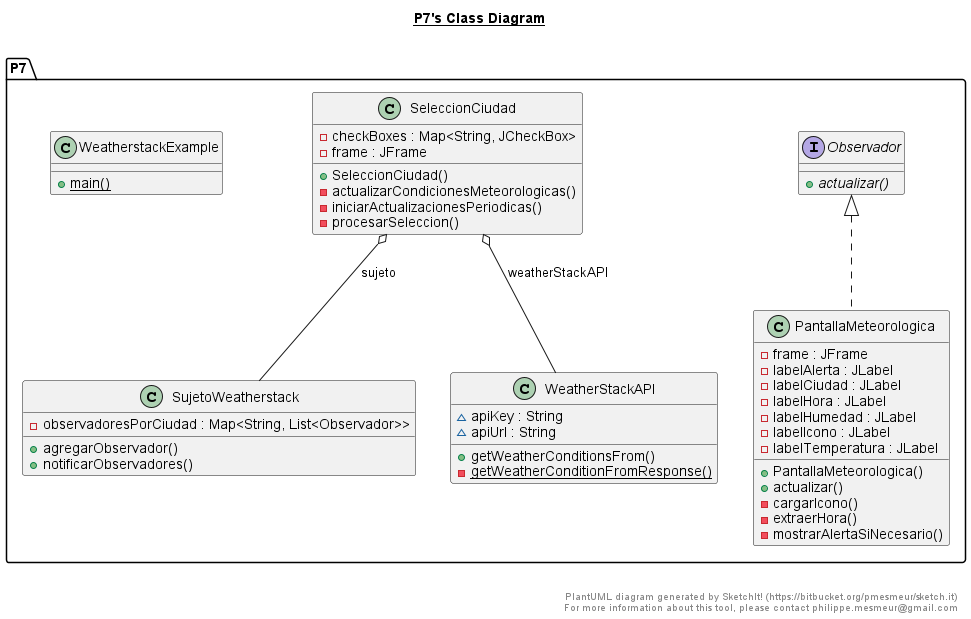 P7's Class Diagram
P7
C WeatherstackExample
main()
C SeleccionCiudad
checkBoxes : Map<String, JCheckBox>
frame : JFrame
SeleccionCiudad()
actualizarCondicionesMeteorologicas()
iniciarActualizacionesPeriodicas()
procesarSeleccion()
I Observador
actualizar()
sujeto
weatherStackAPI
C SujetoWeatherstack
observadoresPorCiudad : Map<String, List<Observador>>
agregarObservador()
notificarObservadores()
C WeatherStackAPI
apiKey : String
apiUrl : String
getWeatherConditionsFrom()
getWeatherConditionFromResponse()
C PantallaMeteorologica
frame : JFrame
labelAlerta : JLabel
labelCiudad : JLabel
labelHora : JLabel
labelHumedad : JLabel
labelIcono : JLabel
labelTemperatura : JLabel
PantallaMeteorologica()
actualizar()
cargarIcono()
extraerHora()
mostrarAlertaSiNecesario()
PlantUML diagram generated by SketchIt! (https://bitbucket.org/pmesmeur/sketch.it)
For more information about this tool, please contact philippe.mesmeur@gmail.com